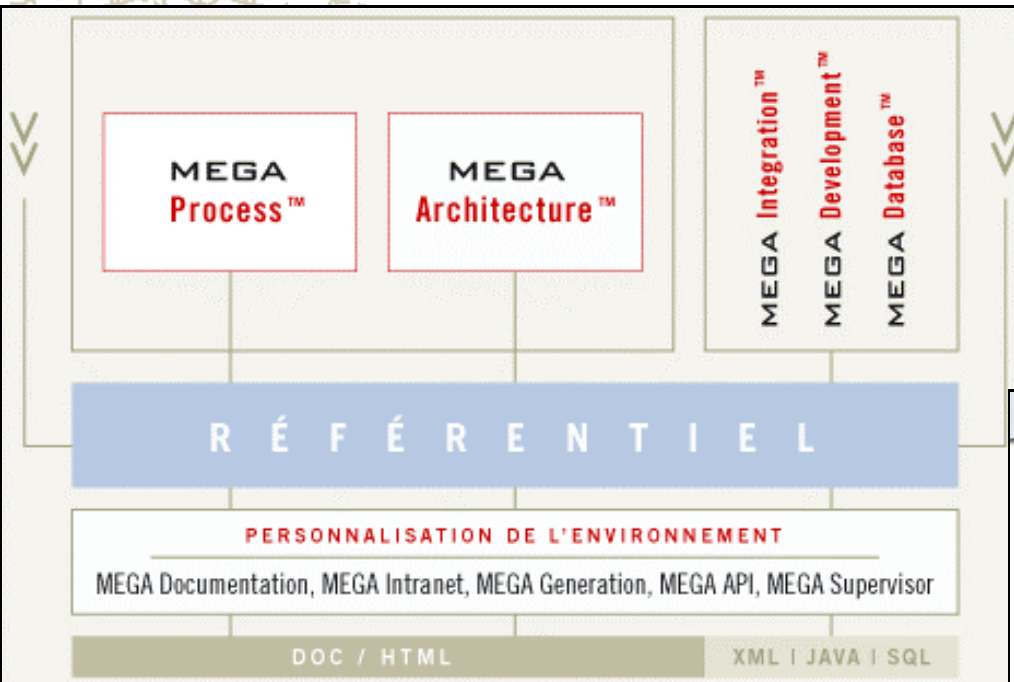 MEGA
Process™
MEGA
Architecture™
MEGA Integration™
MEGA Development™
MEGA Database™
RÉFÉRENTIEL
PERSONNALISATION DE L'ENVIRONNEMENT
MEGA Documentation, MEGA Intranet, MEGA Generation, MEGA API, MEGA Supervisor
DOC / HTML
XML | JAVA | SQL